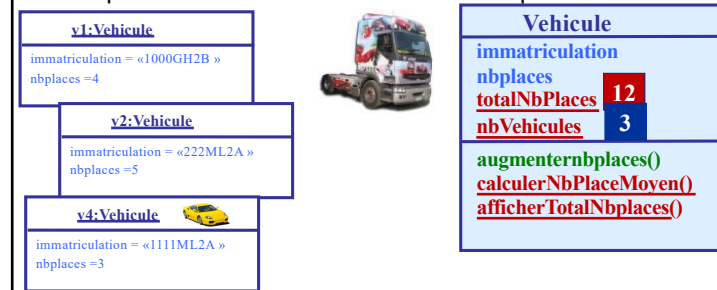 v1:Vehicule
immatriculation = «1000GH2B »
nbplaces =4
v2:Vehicule
immatriculation = «222ML2A »
nbplaces =5
v4:Vehicule
immatriculation = «1111ML2A »
nbplaces =3
Vehicule
immatriculation
nbplaces
totalNbPlaces 12
nbVehicules 3
augmenternbplaces()
calculerNbPlaceMoyen()
afficherTotalNbplaces()